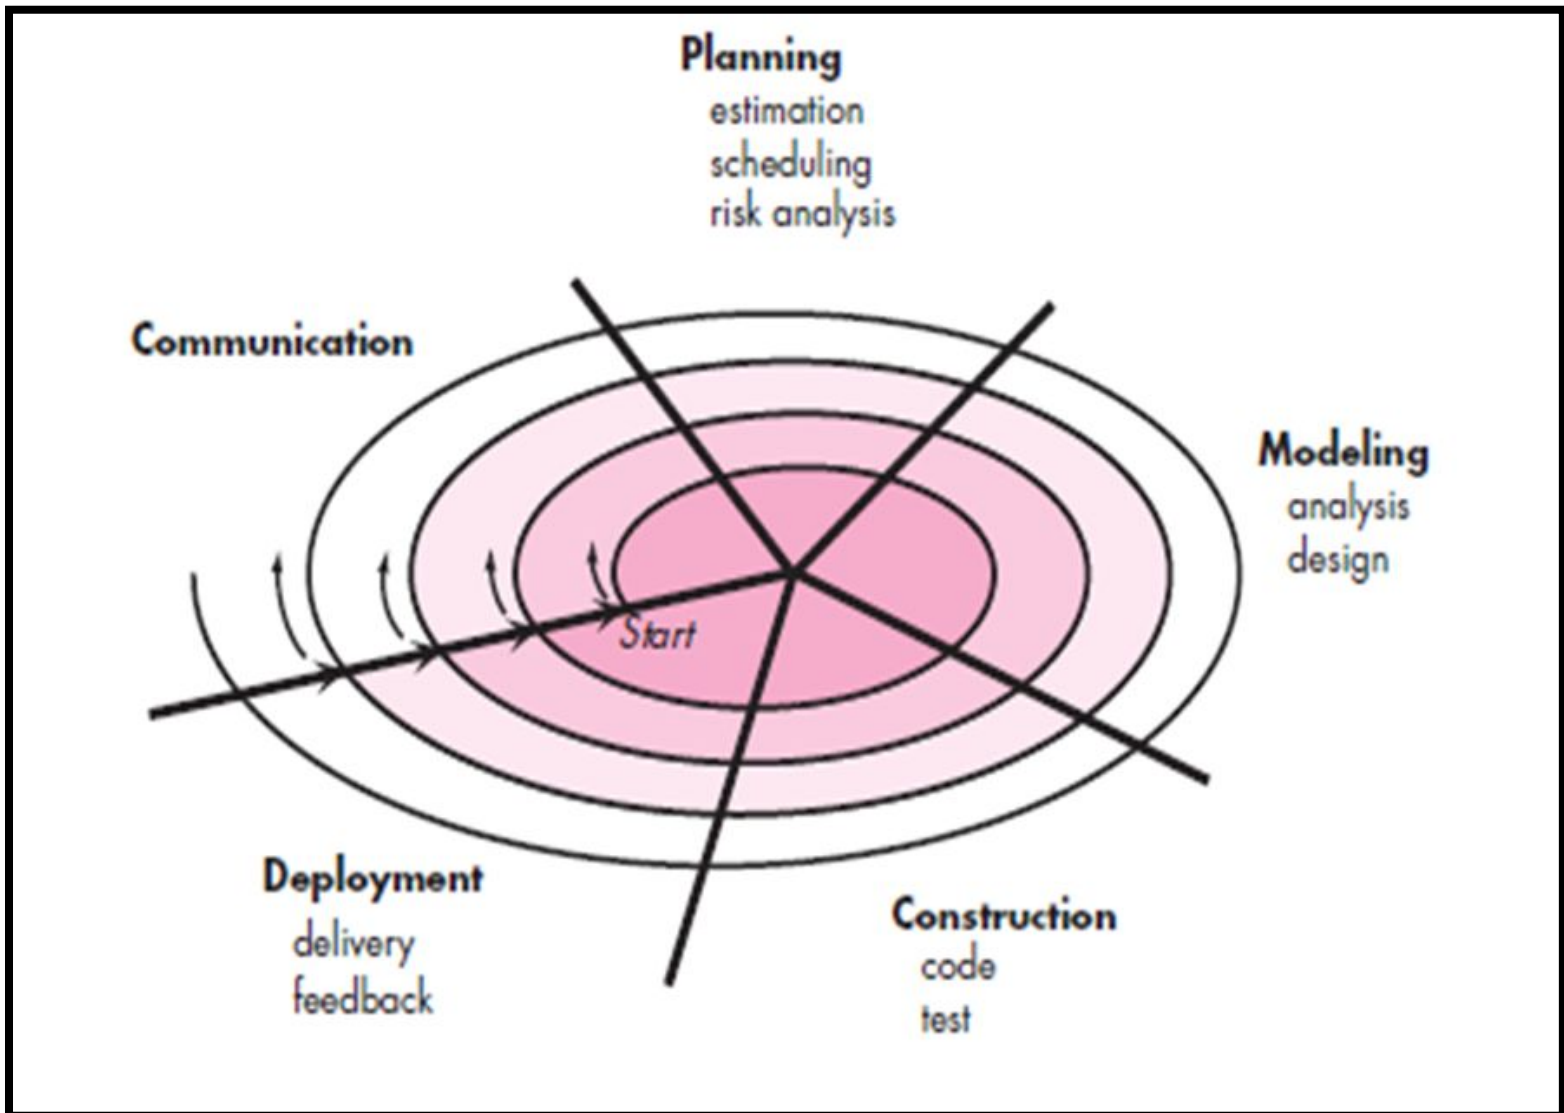 Planning
estimation
scheduling
risk analysis
Communication
Modeling
analysis
design
Start
Deployment
delivery
feedback
Construction
code
test